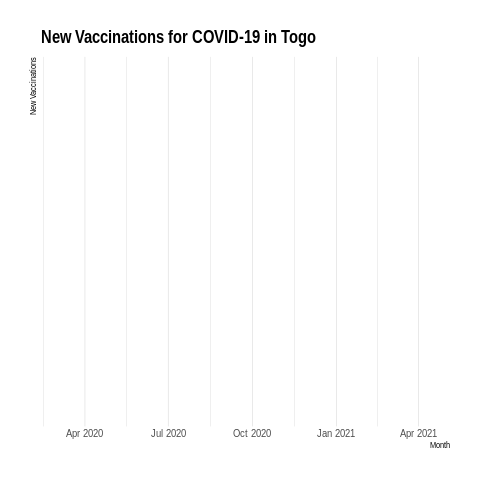 New Vaccinations for COVID-19 in Togo
New Vaccinations
Apr 2020
Jul 2020
Oct 2020
Jan 2021
Apr 2021
Month